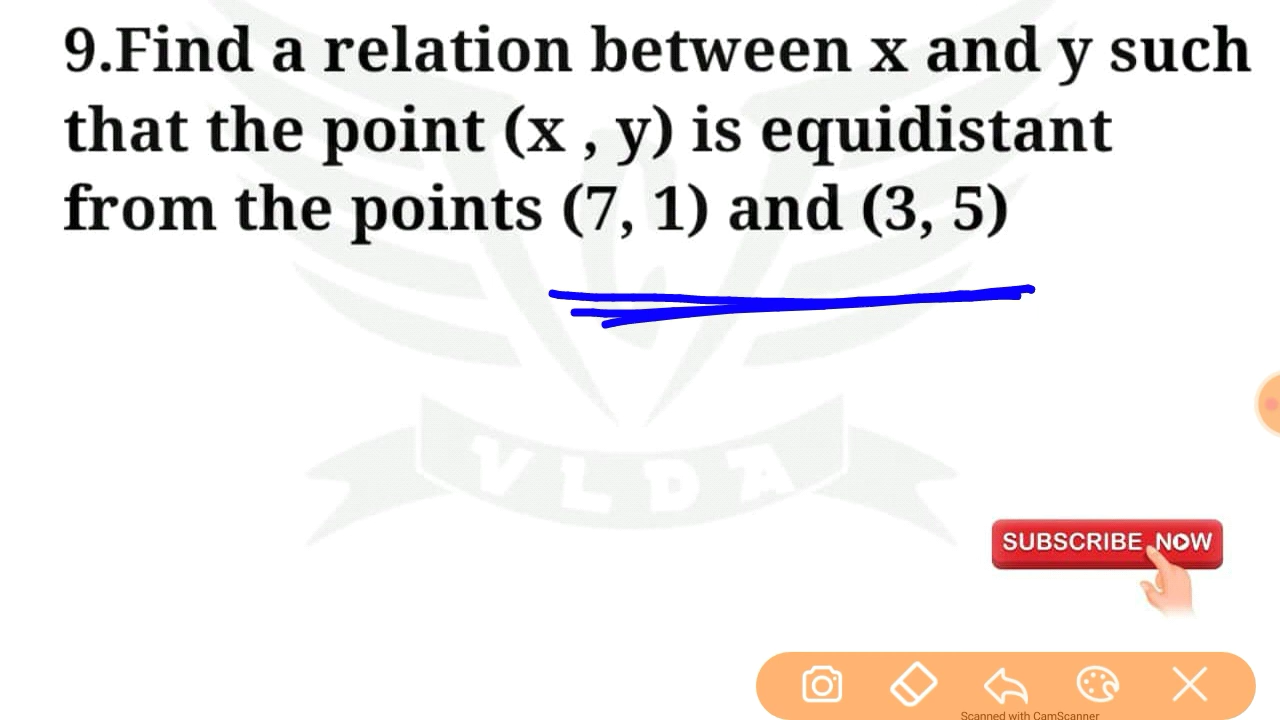 9.Find a relation between x and y such
that the point (x , y) is equidistant
from the points (7, 1) and (3, 5)
VLDA
SUBSCRIBE NOW
Scanned with CamScanner